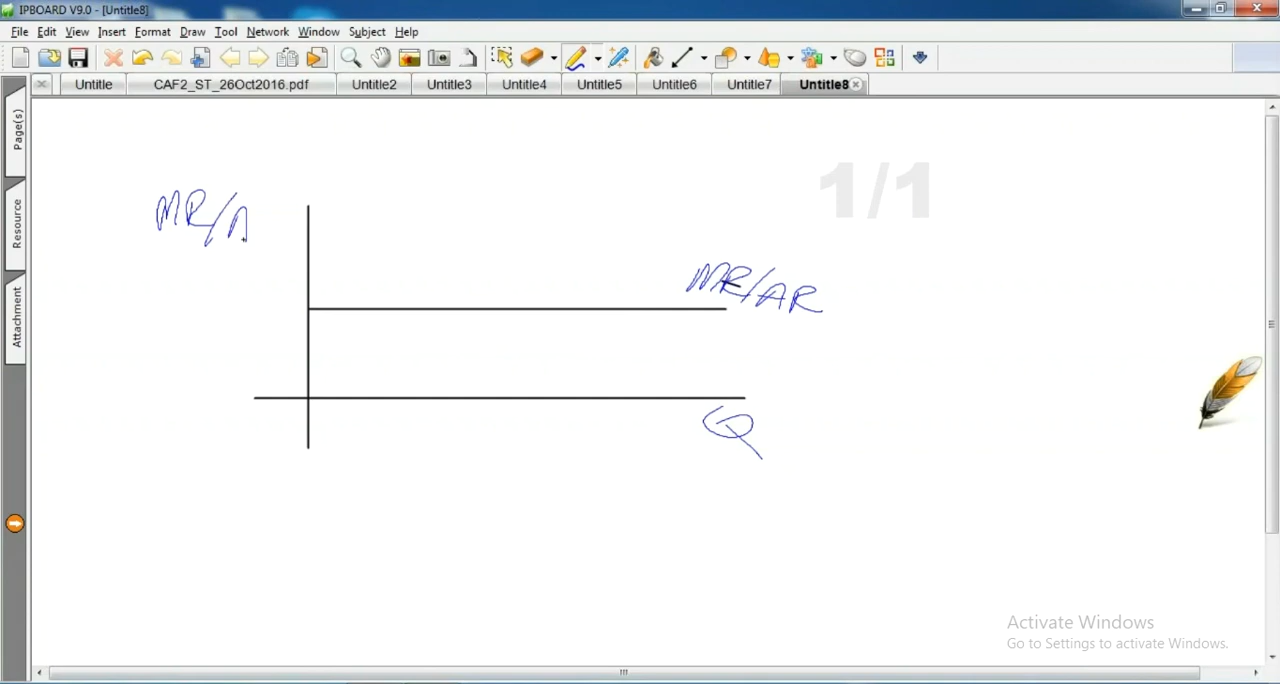 IPBOARD V9.0 - [Untitle8]
File Edit View Insert Format Draw Tool Network Window Subject Help
Untitle CAF2_ST_26Oct2016.pdf Untitle2 Untitle3 Untitle4 Untitle5 Untitle6 Untitle7 Untitle8
Page(s)
Resource
Attachment
1/1
MR/A
MR/AR
Q
Activate Windows
Go to Settings to activate Windows.